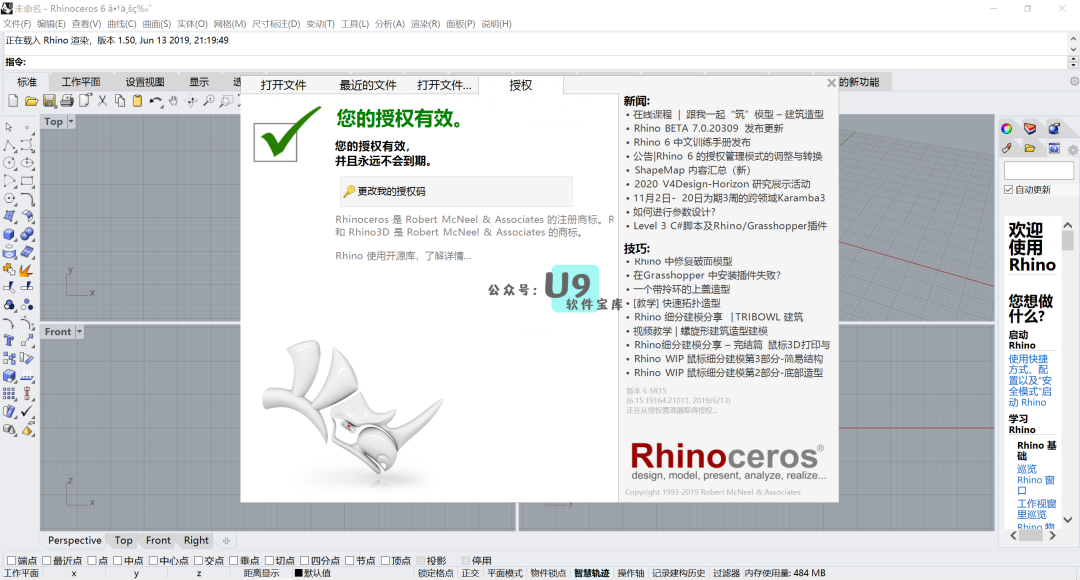 未命名 - Rhinoceros 6
文件(F) 编辑(E) 查看(V) 曲线(C) 曲面(S) 实体(O) 网格(M) 尺寸标注(D) 变动(T) 工具(L) 分析(A) 渲染(R) 面板(P) 说明(H)
正在载入 Rhino 渲染，版本 1.50, Jun 13 2019, 21:19:49
指令:
标准 工作平面 设置视图 显示 的新功能
打开文件 最近的文件 打开文件... 授权
Top
您的授权有效。
您的授权有效，
并且永远不会到期。
更改我的授权码
Rhinoceros 是 Robert McNeel & Associates 的注册商标。R
和 Rhino3D 是 Robert McNeel & Associates 的商标。
Rhino 使用开源库，了解详情...
公众号: U9
软件宝库
新闻:
• 在线课程 | 跟我一起“筑”模型 – 建筑造型
• Rhino BETA 7.0.20309 发布更新
• Rhino 6 中文训练手册发布
• 公告|Rhino 6 的授权管理模式的调整与转换
• ShapeMap 内容汇总（新）
• 2020 V4Design-Horizon 研究展示活动
• 11月2日- 20日为期3周的跨领域Karamba3
• 如何进行参数设计?
• Level 3 C#脚本及Rhino/Grasshopper插件
技巧:
• Rhino 中修复破面模型
• 在Grasshopper 中安装插件失败?
• 一个带拎环的上盖造型
• [教学] 快速拓扑造型
• Rhino 细分建模分享 | TRIBOWL 建筑
• 视频教学 | 螺旋形建筑造型建模
• Rhino细分建模分享 – 完结篇 鼠标3D打印与
• Rhino WIP 鼠标细分建模第3部分-简易结构
• Rhino WIP 鼠标细分建模第2部分-底部造型
版本 6 SR15
(6.15.19164.21011, 2019/6/13)
正在从授权管理器取得授权...
Rhinoceros®
design, model, present, analyze, realize...
Copyright 1993-2019 Robert McNeel & Associates
自动更新
欢迎
使用
Rhino
您想做
什么?
启动
Rhino
使用快捷
方式、配
置以及“安
全模式”启
动 Rhino
学习
Rhino
Rhino 基
础
巡览
Rhino 窗
口
工作视窗
里巡览
Rhino 物
y
x
Front
z
x
Perspective Top Front Right
端点 最近点 点 中点 中心点 交点 垂点 切点 四分点 节点 顶点 投影 停用
工作平面 x y z 距离显示 默认值 锁定格点 正交 平面模式 物件锁点 智慧轨迹 操作轴 记录建构历史 过滤器 内存使用量: 484 MB